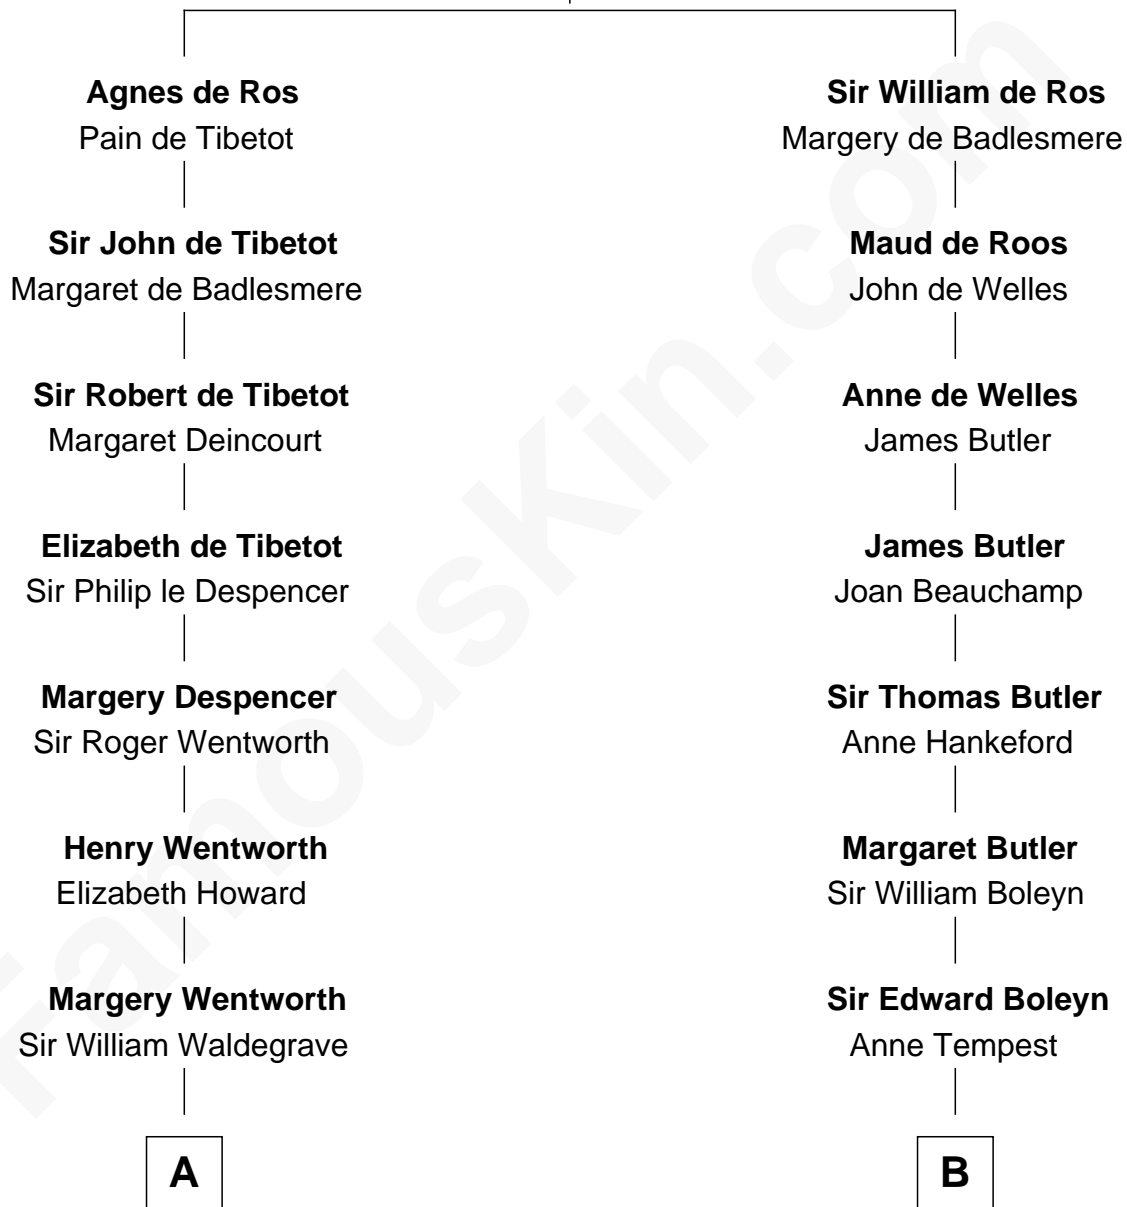 Agnes de Ros
Pain de Tibetot
Sir John de Tibetot
Margaret de Badlesmere
Sir Robert de Tibetot
Margaret Deincourt
Elizabeth de Tibetot
Sir Philip le Despencer
Margery Despencer
Sir Roger Wentworth
Henry Wentworth
Elizabeth Howard
Margery Wentworth
Sir William Waldegrave
A
Sir William de Ros
Margery de Badlesmere
Maud de Roos
John de Welles
Anne de Welles
James Butler
James Butler
Joan Beauchamp
Sir Thomas Butler
Anne Hankeford
Margaret Butler
Sir William Boleyn
Sir Edward Boleyn
Anne Tempest
B
FamousKin.com